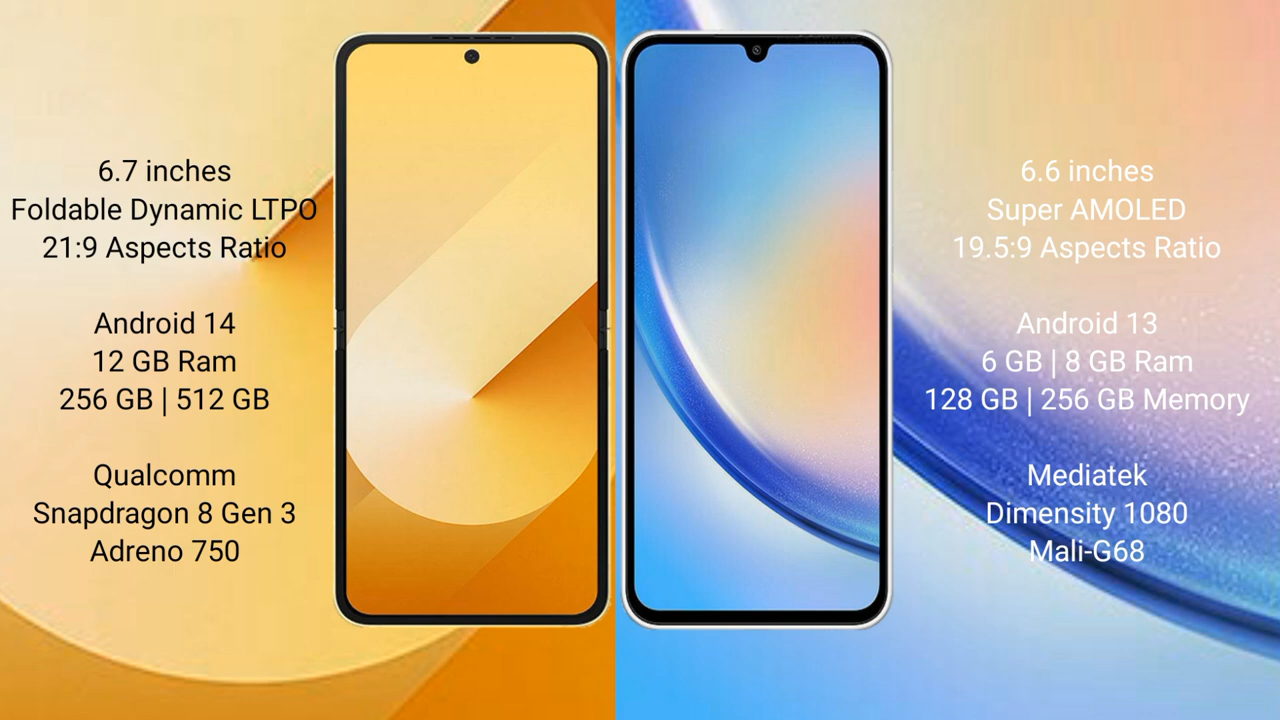 6.7 inches
Foldable Dynamic LTPO
21:9 Aspects Ratio
Android 14
12 GB Ram
256 GB | 512 GB
Qualcomm
Snapdragon 8 Gen 3
Adreno 750
6.6 inches
Super AMOLED
19.5:9 Aspects Ratio
Android 13
6 GB | 8 GB Ram
128 GB | 256 GB Memory
Mediatek
Dimensity 1080
Mali-G68